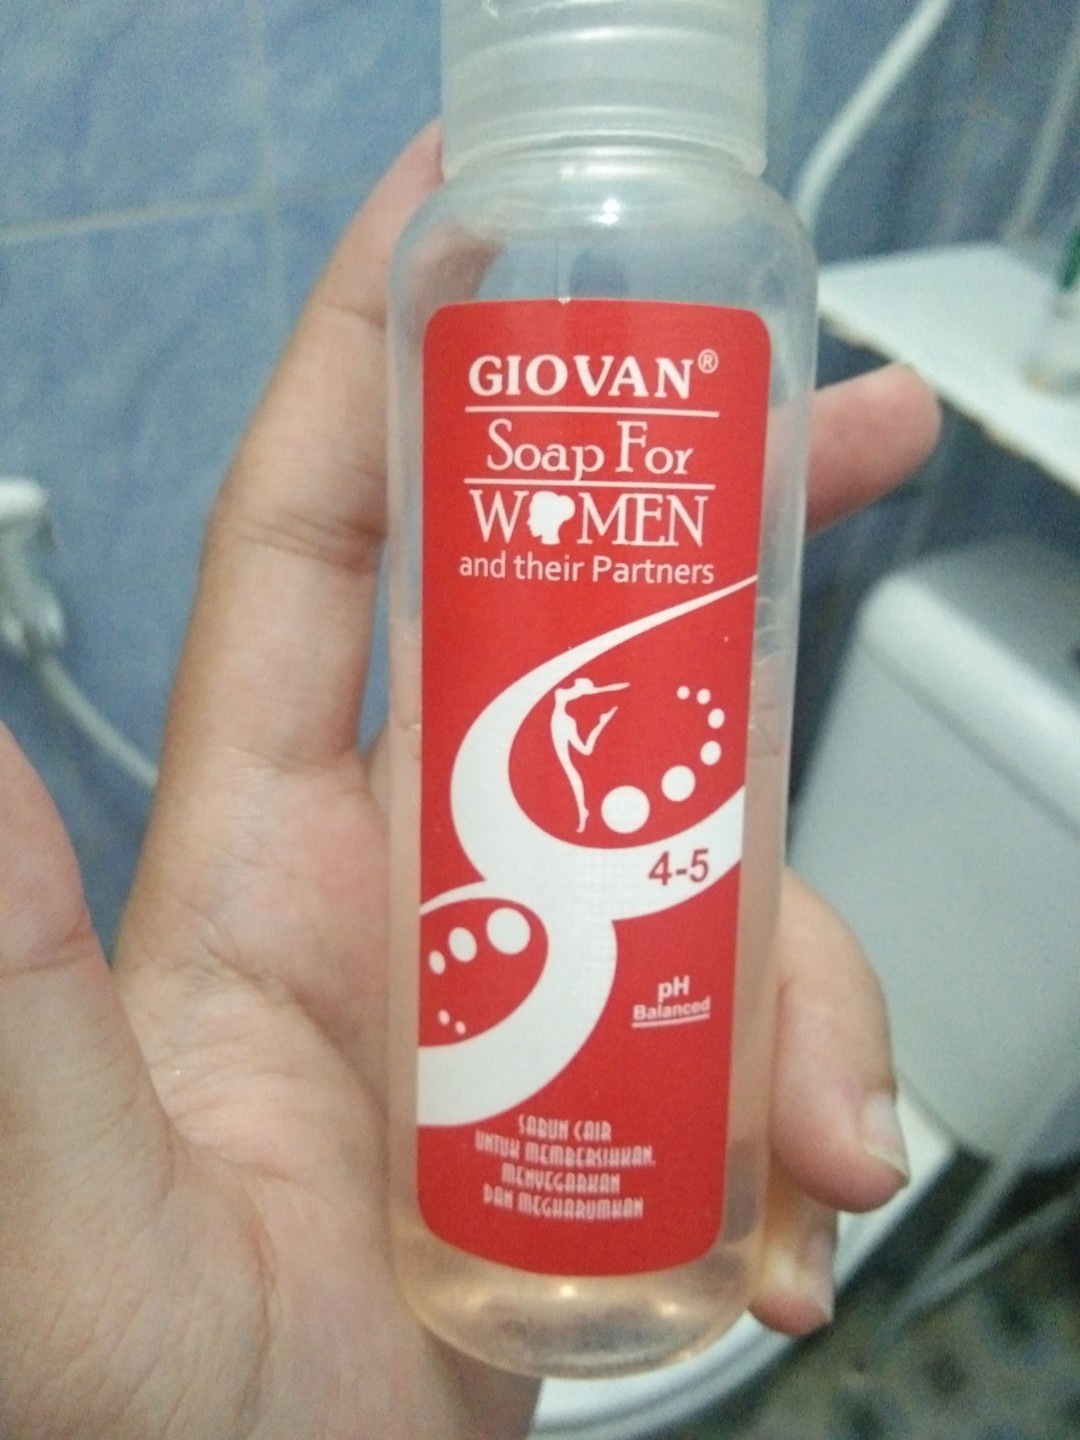 GIOVAN®
Soap For
WOMEN
and their Partners
4-5
pH
Balanced
SABUN CAIR
UNTUK MEMBERSIHKAN,
MENYEGARKAN
DAN MEGHARUMKAN